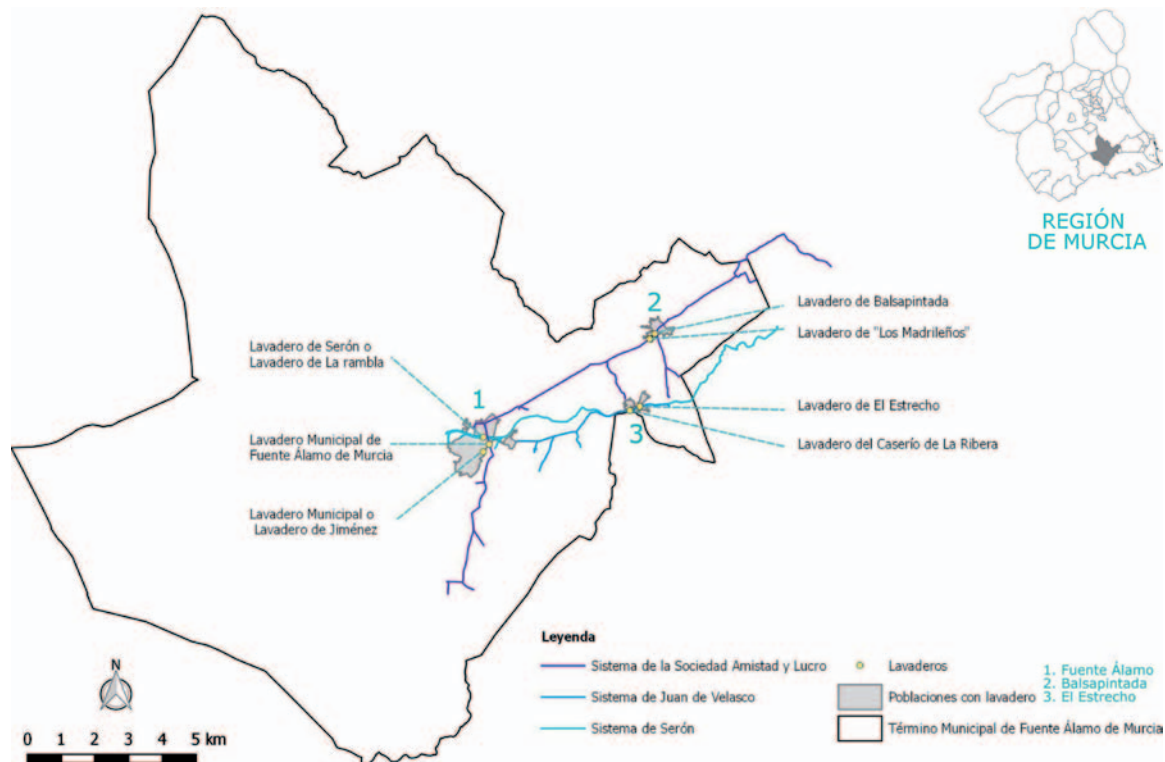 REGIÓN
DE MURCIA
2
Lavadero de Balsapintada
Lavadero de "Los Madrileños"
Lavadero de Serón o
Lavadero de La rambla
1
Lavadero de El Estrecho
3
Lavadero del Caserío de La Ribera
Lavadero Municipal de
Fuente Álamo de Murcia
Lavadero Municipal o
Lavadero de Jiménez
Leyenda
Sistema de la Sociedad Amistad y Lucro
Sistema de Juan de Velasco
Sistema de Serón
Lavaderos
Poblaciones con lavadero
Término Municipal de Fuente Álamo de Murcia
1. Fuente Álamo
2. Balsapintada
3. El Estrecho
N
0 1 2 3 4 5 km